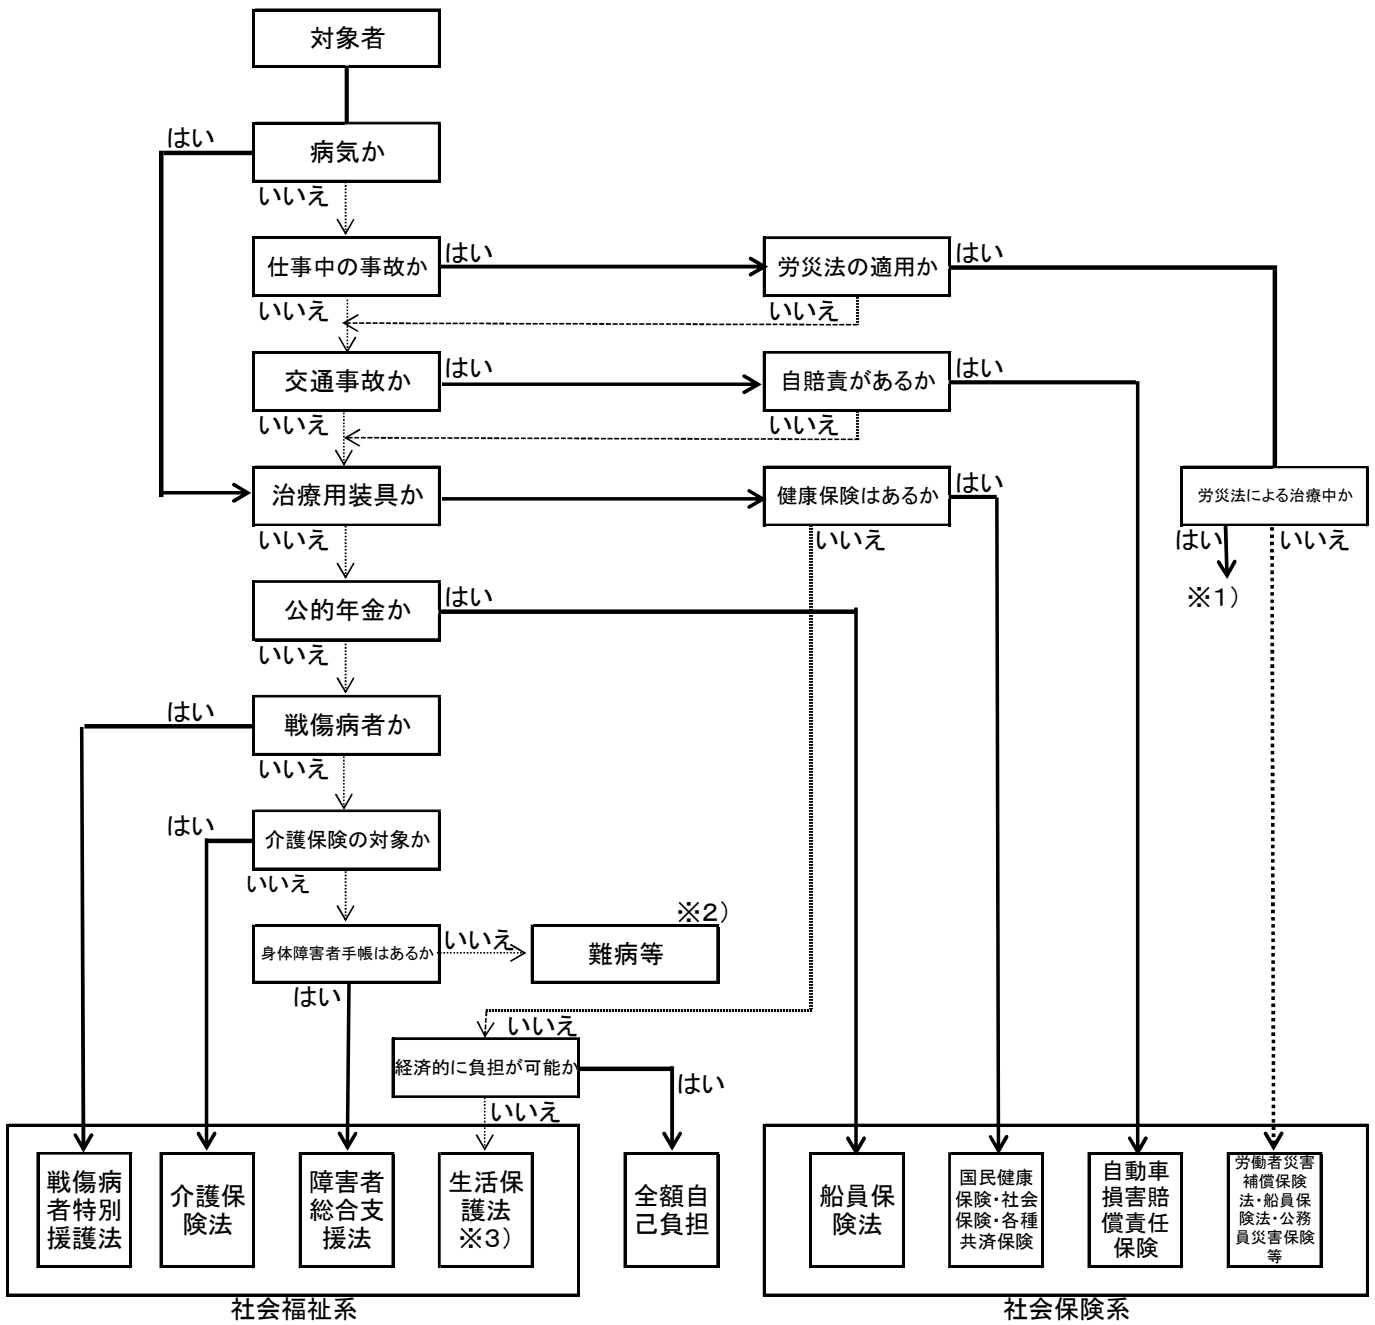 対象者
はい
病気か
いいえ
仕事中の事故か
はい
労災法の適用か
はい
いいえ
いいえ
交通事故か
はい
自賠責があるか
はい
いいえ
いいえ
治療用装具か
健康保険はあるか
はい
労災法による治療中か
いいえ
いいえ
はい
いいえ
公的年金か
はい
※1）
いいえ
はい
戦傷病者か
いいえ
はい
介護保険の対象か
いいえ
※2）
身体障害者手帳はあるか
いいえ
難病等
はい
いいえ
経済的に負担が可能か
はい
いいえ
戦傷病
者特別
援護法
介護保
険法
障害者
総合支
援法
生活保
護法
※3）
全額自
己負担
船員保
険法
国民健康
保険・社会
保険・各種
共済保険
自動車
損害賠
償責任
保険
労働者災害
補償保険
法・船員保
険法・公務
員災害保険
等
社会福祉系
社会保険系